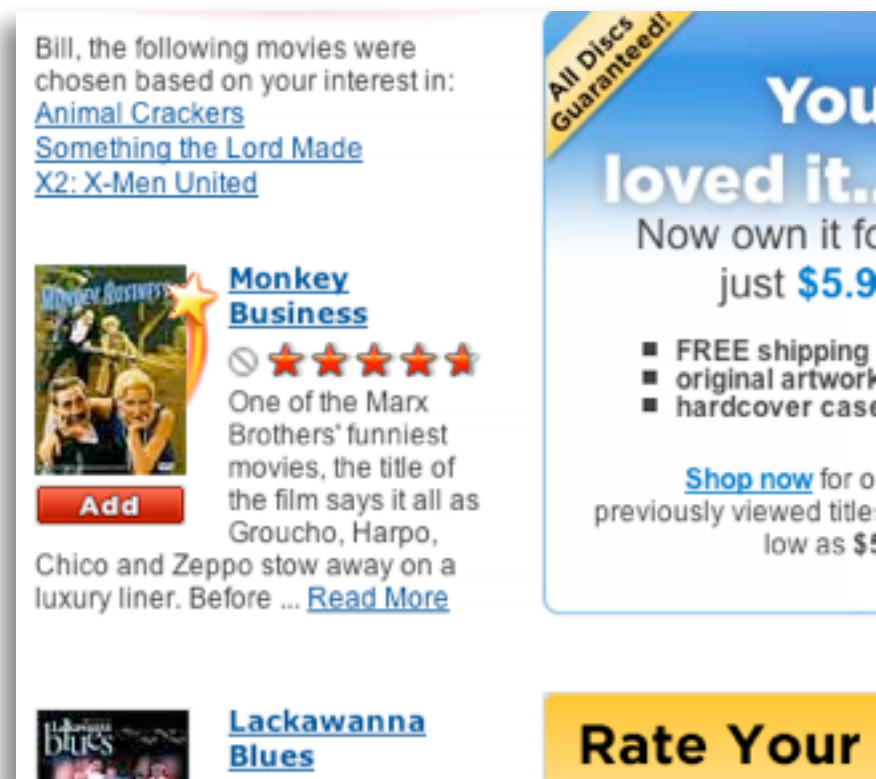 Bill, the following movies were
chosen based on your interest in:
Animal Crackers
Something the Lord Made
X2: X-Men United
MONKEY BUSINESS
Monkey
Business
One of the Marx
Brothers' funniest
movies, the title of
the film says it all as
Groucho, Harpo,
Chico and Zeppo stow away on a
luxury liner. Before ... Read More
Add
Lackawanna
blues
Lackawanna
Blues
All Discs
Guaranteed!
You
loved it..
Now own it fo
just $5.9
FREE shipping
original artwork
hardcover case
Shop now for o
previously viewed titles
low as $5
Rate Your